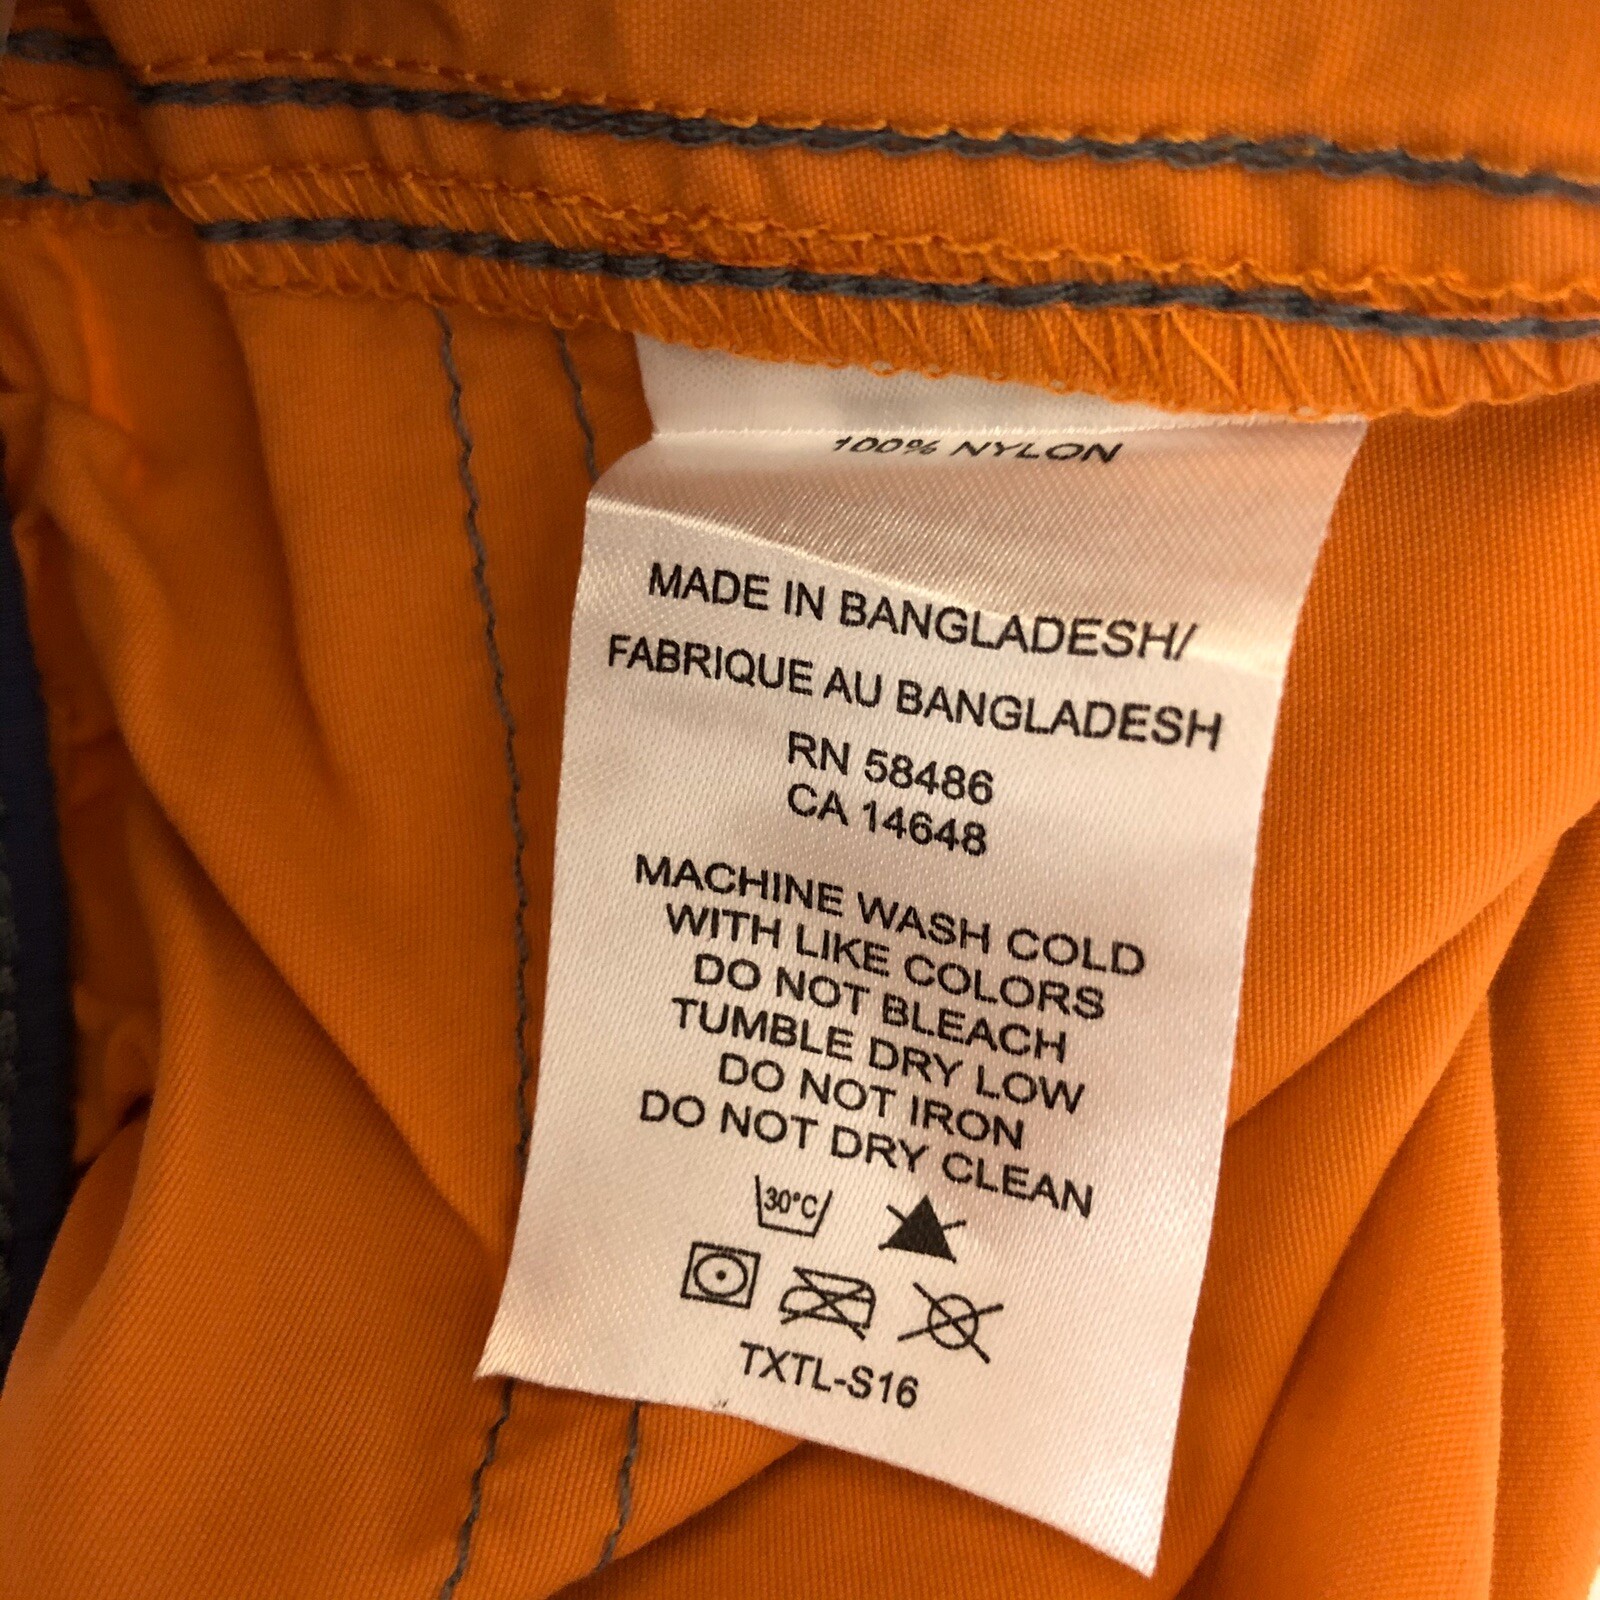 100% NYLON
MADE IN BANGLADESH/
FABRIQUE AU BANGLADESH
RN 58486
CA 14648
MACHINE WASH COLD
WITH LIKE COLORS
DO NOT BLEACH
TUMBLE DRY LOW
DO NOT IRON
DO NOT DRY CLEAN
30°C
TXTL-S16